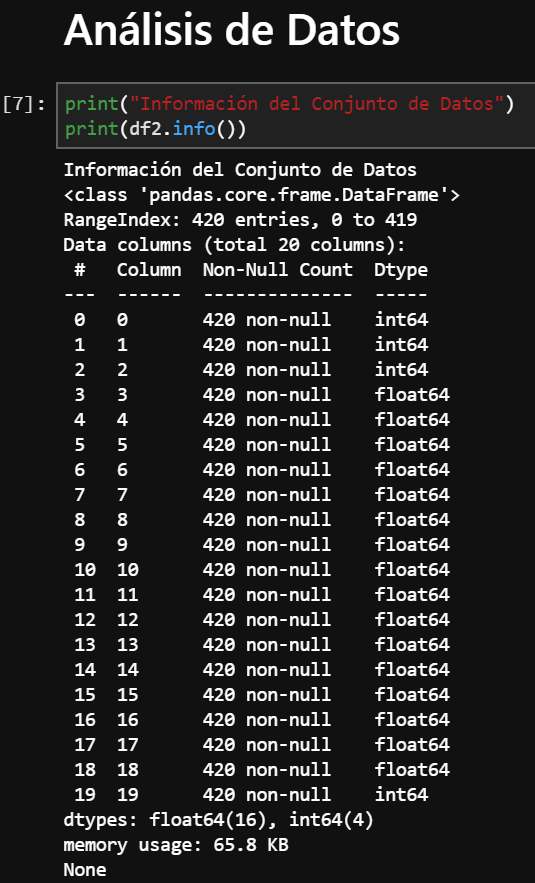 Análisis de Datos
[7]: print("Información del Conjunto de Datos")
print(df2.info())
Información del Conjunto de Datos
<class 'pandas.core.frame.DataFrame'>
RangeIndex: 420 entries, 0 to 419
Data columns (total 20 columns):
 #   Column  Non-Null Count  Dtype
---  ------  --------------  -----
 0   0       420 non-null    int64
 1   1       420 non-null    int64
 2   2       420 non-null    int64
 3   3       420 non-null    float64
 4   4       420 non-null    float64
 5   5       420 non-null    float64
 6   6       420 non-null    float64
 7   7       420 non-null    float64
 8   8       420 non-null    float64
 9   9       420 non-null    float64
 10  10      420 non-null    float64
 11  11      420 non-null    float64
 12  12      420 non-null    float64
 13  13      420 non-null    float64
 14  14      420 non-null    float64
 15  15      420 non-null    float64
 16  16      420 non-null    float64
 17  17      420 non-null    float64
 18  18      420 non-null    float64
 19  19      420 non-null    int64
dtypes: float64(16), int64(4)
memory usage: 65.8 KB
None